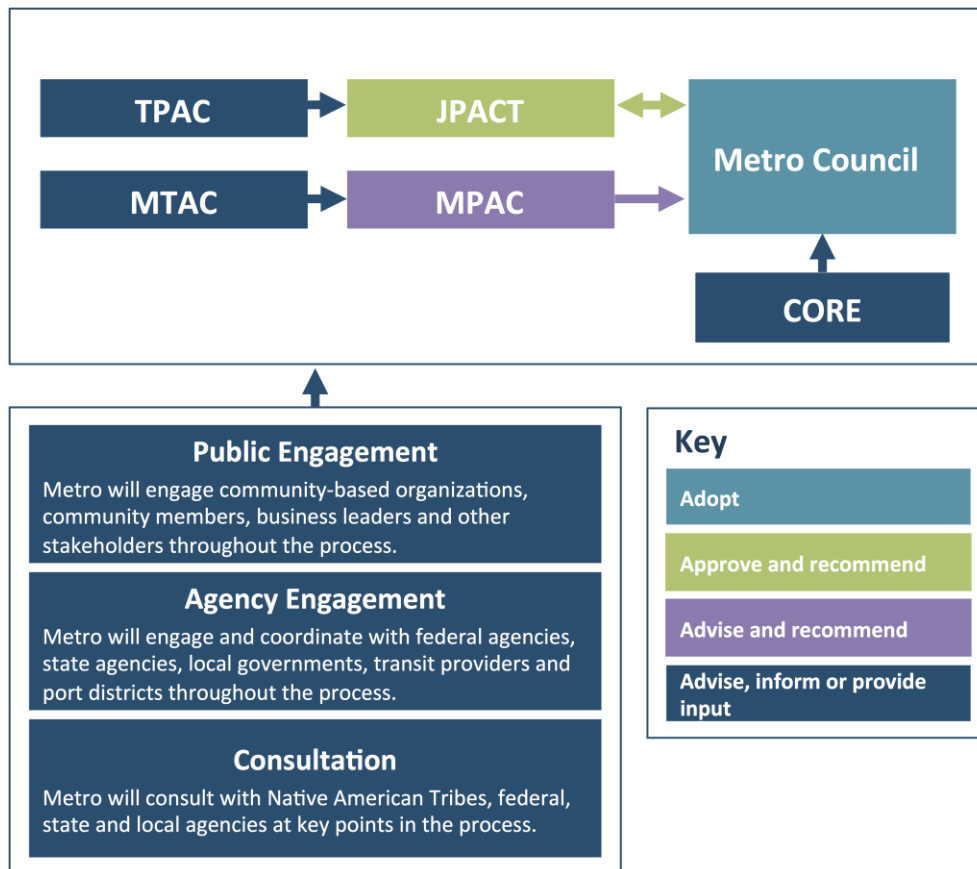 TPAC
JPACT
Metro Council
MTAC
MPAC
CORE
Public Engagement
Metro will engage community-based organizations,
community members, business leaders and other
stakeholders throughout the process.
Agency Engagement
Metro will engage and coordinate with federal agencies,
state agencies, local governments, transit providers and
port districts throughout the process.
Consultation
Metro will consult with Native American Tribes, federal,
state and local agencies at key points in the process.
Key
Adopt
Approve and recommend
Advise and recommend
Advise, inform or provide
input